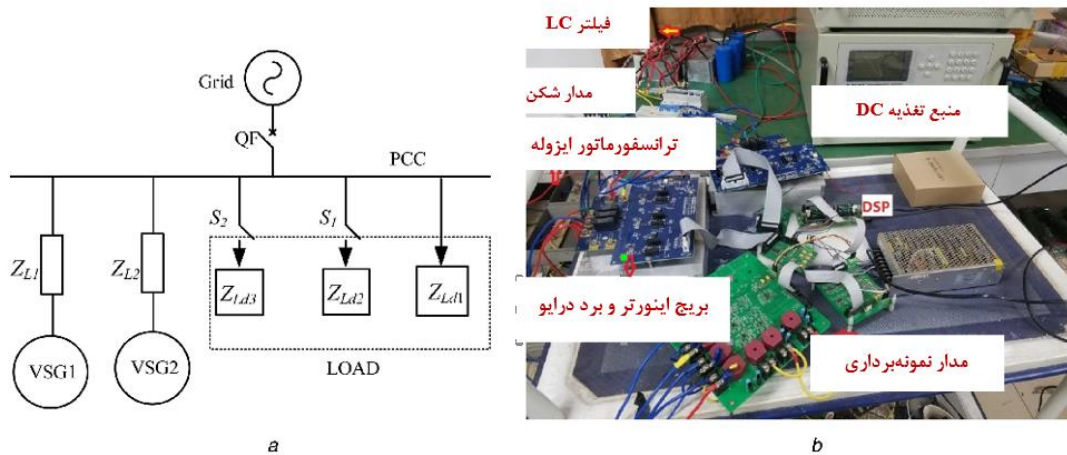 Grid
QF
PCC
S2
S1
ZL1
ZL2
ZLd3
ZLd2
ZLd1
VSG1
VSG2
LOAD
a
فیلتر LC
مدار شکن
ترانسفورماتور ایزوله
منبع تغذیه DC
DSP
بریج اینورتر و برد درایو
مدار نمونه‌برداری
b